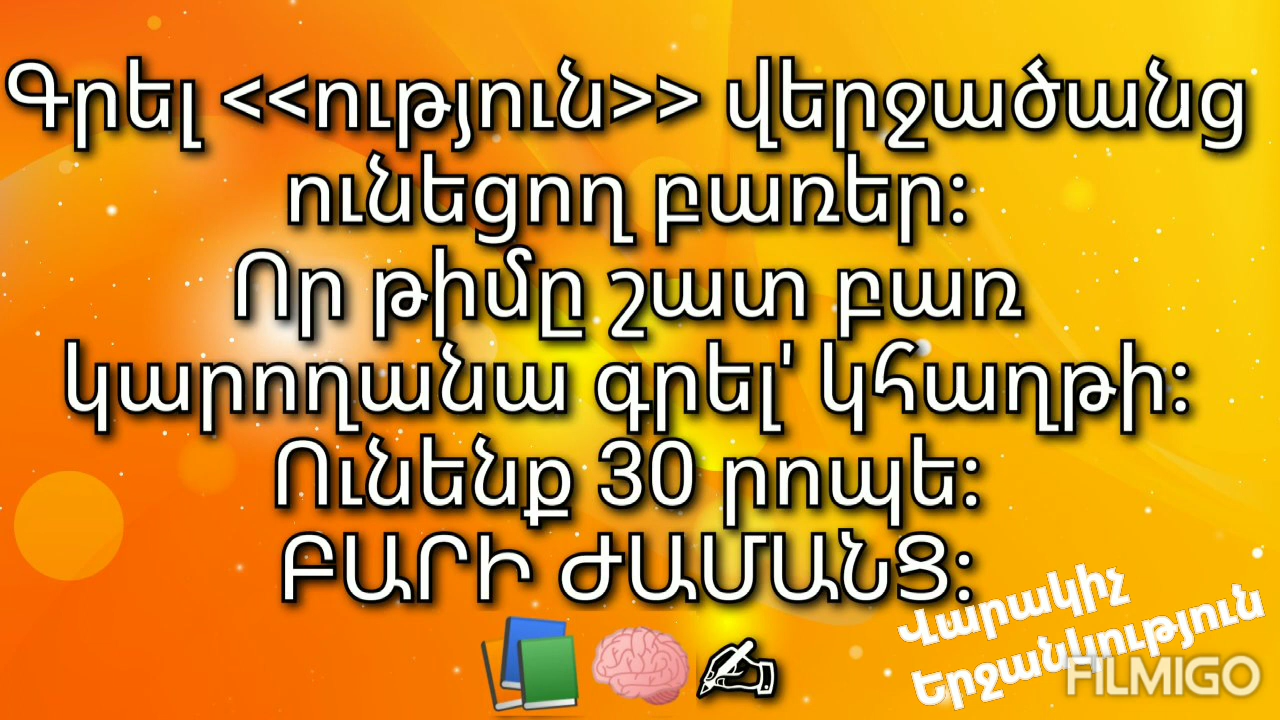 Գրել <<ություն>> վերջածանց
ունեցող բառեր:
Որ թիմը շատ բառ
կարողանա գրել' կհաղթի:
Ունենք 30 րոպե:
ԲԱՐԻ ԺԱՄԱՆՑ:
Վարակիչ
Երջանկություն
FILMIGO